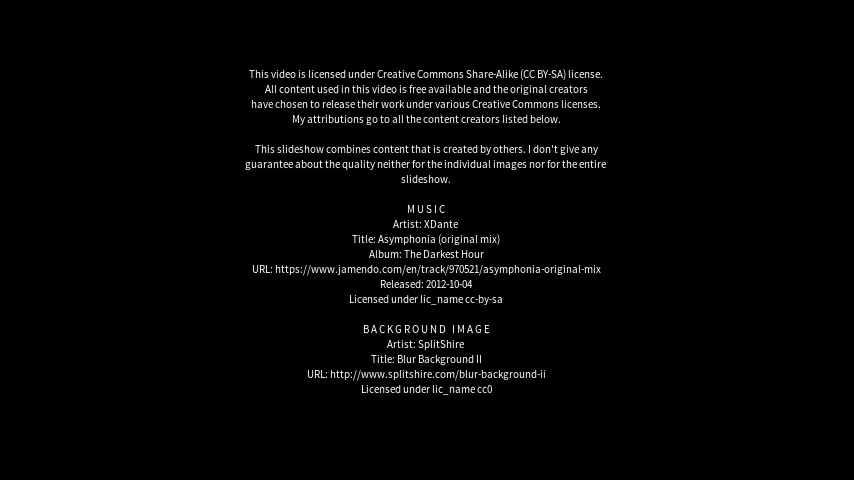 This video is licensed under Creative Commons Share-Alike (CC BY-SA) license.
All content used in this video is free available and the original creators
have chosen to release their work under various Creative Commons licenses.
My attributions go to all the content creators listed below.
This slideshow combines content that is created by others. I don't give any
guarantee about the quality neither for the individual images nor for the entire
slideshow.
MUSIC
Artist: XDante
Title: Asymphonia (original mix)
Album: The Darkest Hour
URL: https://www.jamendo.com/en/track/970521/asymphonia-original-mix
Released: 2012-10-04
Licensed under lic_name cc-by-sa
BACKGROUND IMAGE
Artist: SplitShire
Title: Blur Background II
URL: http://www.splitshire.com/blur-background-ii
Licensed under lic_name cc0